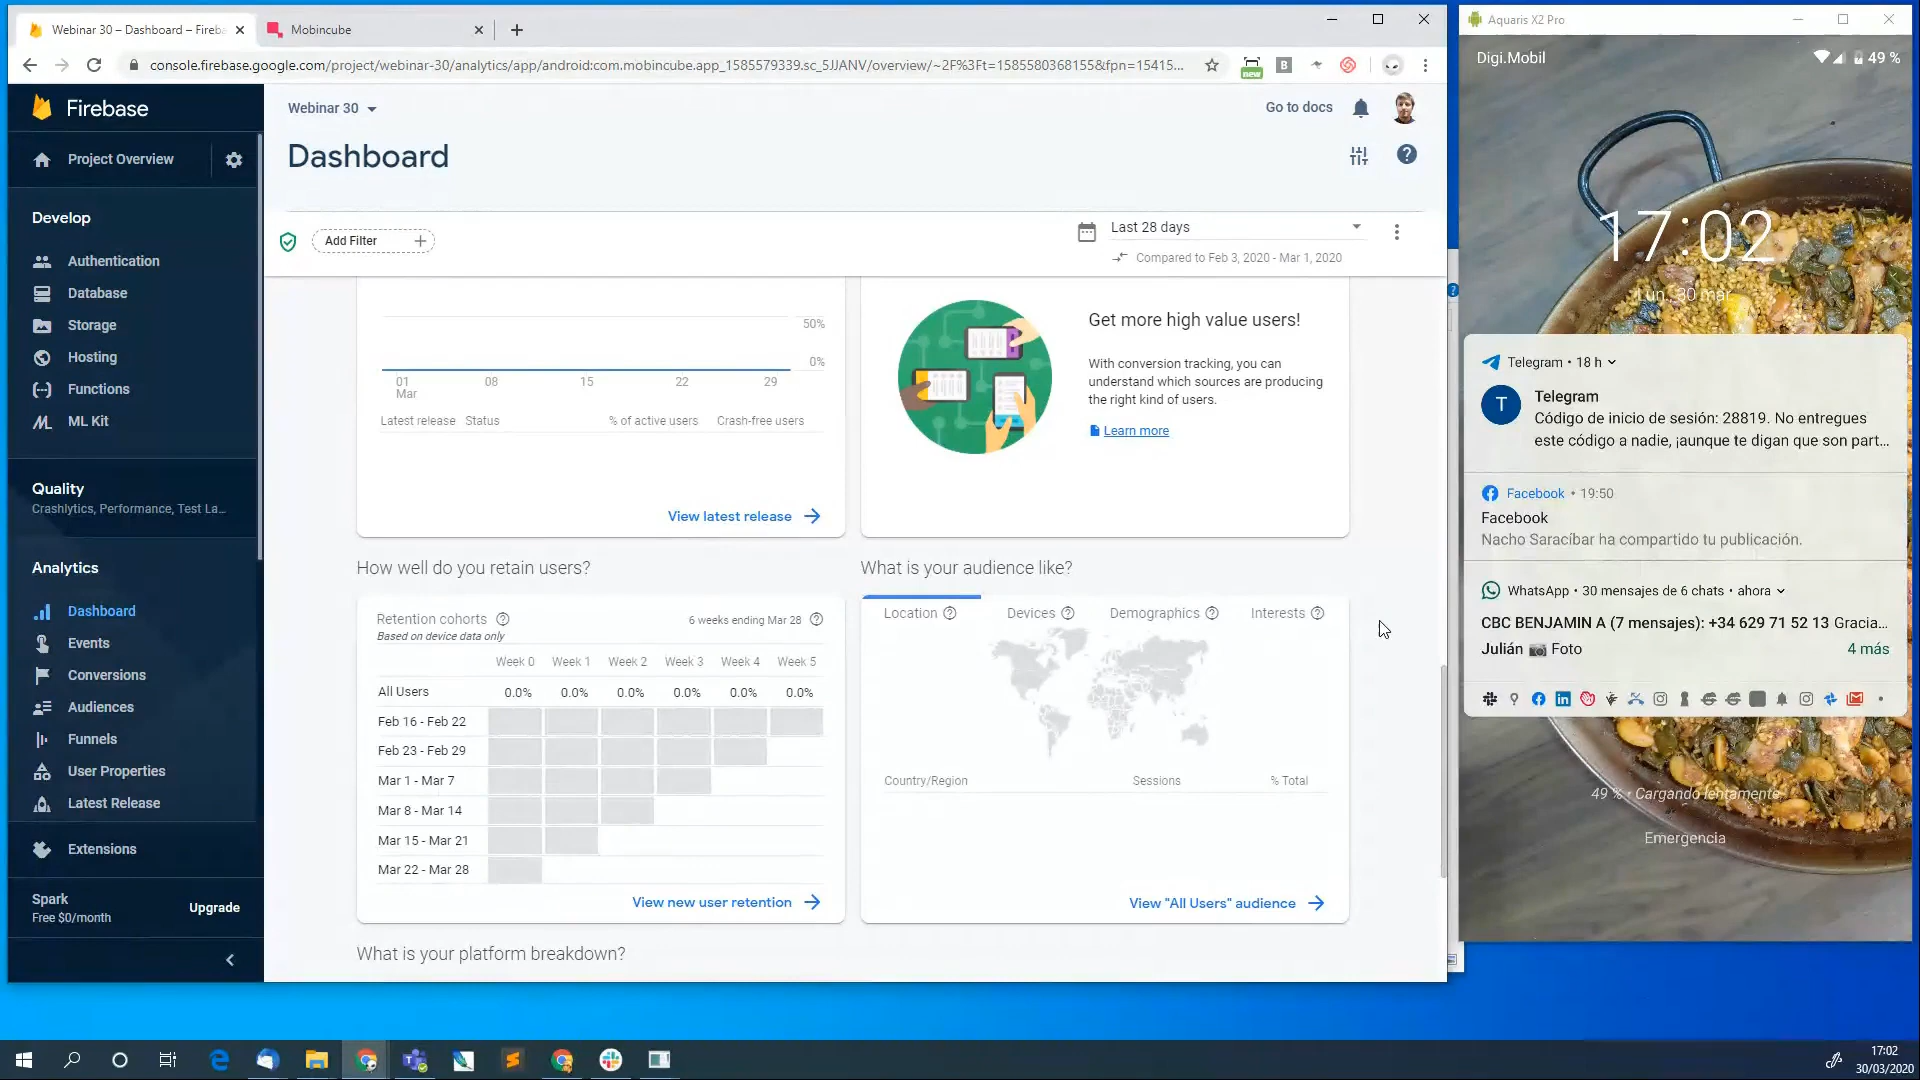 Webinar 30 – Dashboard – Fireb
Mobincube
console.firebase.google.com/project/webinar-30/analytics/app/android:com.mobincube.app_1585579339.sc_5JJANV/overview/~2F%3Ft=1585580368155&fpn=15415...
new
B
Firebase
Project Overview
Develop
Authentication
Database
Storage
Hosting
Functions
ML Kit
Quality
Crashlytics, Performance, Test La...
Analytics
Dashboard
Events
Conversions
Audiences
Funnels
User Properties
Latest Release
Extensions
Spark
Free $0/month
Upgrade
Webinar 30
Go to docs
Dashboard
Add Filter
Last 28 days
Compared to Feb 3, 2020 - Mar 1, 2020
50%
0%
01 08 15 22 29
Mar
Latest release Status % of active users Crash-free users
View latest release
Get more high value users!
With conversion tracking, you can
understand which sources are producing
the right kind of users.
Learn more
How well do you retain users?
Retention cohorts
6 weeks ending Mar 28
Based on device data only
Week 0 Week 1 Week 2 Week 3 Week 4 Week 5
All Users 0.0% 0.0% 0.0% 0.0% 0.0% 0.0%
Feb 16 - Feb 22
Feb 23 - Feb 29
Mar 1 - Mar 7
Mar 8 - Mar 14
Mar 15 - Mar 21
Mar 22 - Mar 28
View new user retention
What is your audience like?
Location Devices Demographics Interests
Country/Region Sessions % Total
View "All Users" audience
What is your platform breakdown?
Aquaris X2 Pro
Digi.Mobil
49 %
17:02
lun., 30 mar.
Telegram • 18 h
T
Telegram
Código de inicio de sesión: 28819. No entregues
este código a nadie, ¡aunque te digan que son part...
Facebook • 19:50
Facebook
Nacho Saracíbar ha compartido tu publicación.
WhatsApp • 30 mensajes de 6 chats • ahora
CBC BENJAMIN A (7 mensajes): +34 629 71 52 13 Gracia...
Julián 📷 Foto
4 más
49 % • Cargando lentamente
Emergencia
17:02
30/03/2020